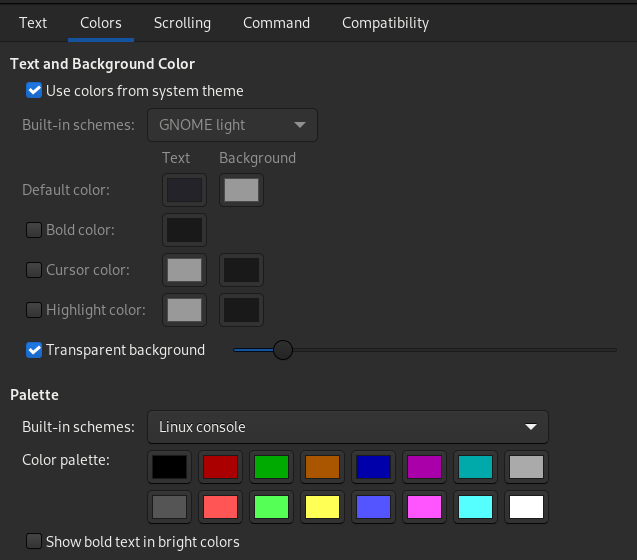 Text Colors Scrolling Command Compatibility
Text and Background Color
Use colors from system theme
Built-in schemes: GNOME light
Text Background
Default color:
Bold color:
Cursor color:
Highlight color:
Transparent background
Palette
Built-in schemes: Linux console
Color palette:
Show bold text in bright colors